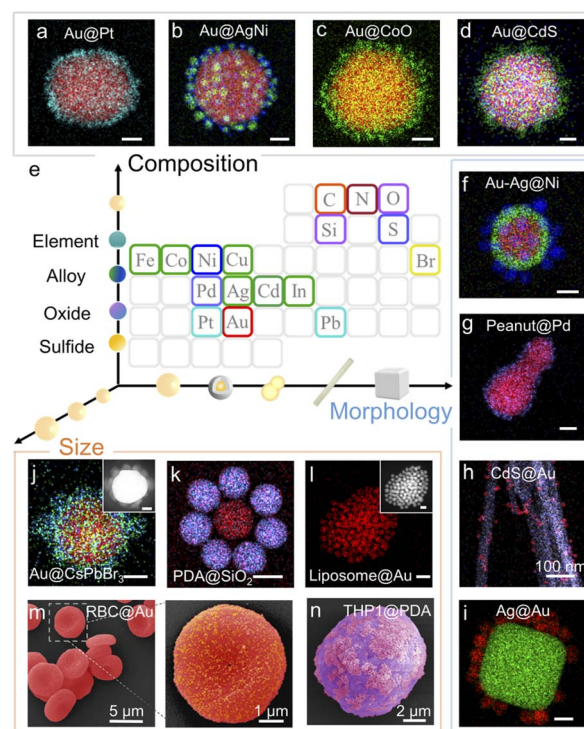 a Au@Pt
b Au@AgNi
c Au@CoO
d Au@CdS
e
Composition
Element
Alloy
Oxide
Sulfide
C N O
Si S
Fe Co Ni Cu Br
Pd Ag Cd In
Pt Au Pb
Morphology
Size
f Au-Ag@Ni
g Peanut@Pd
h CdS@Au
100 nm
i Ag@Au
j
Au@CsPbBr₃
k
PDA@SiO₂
l
Liposome@Au
m RBC@Au
5 μm
1 μm
n THP1@PDA
2 μm